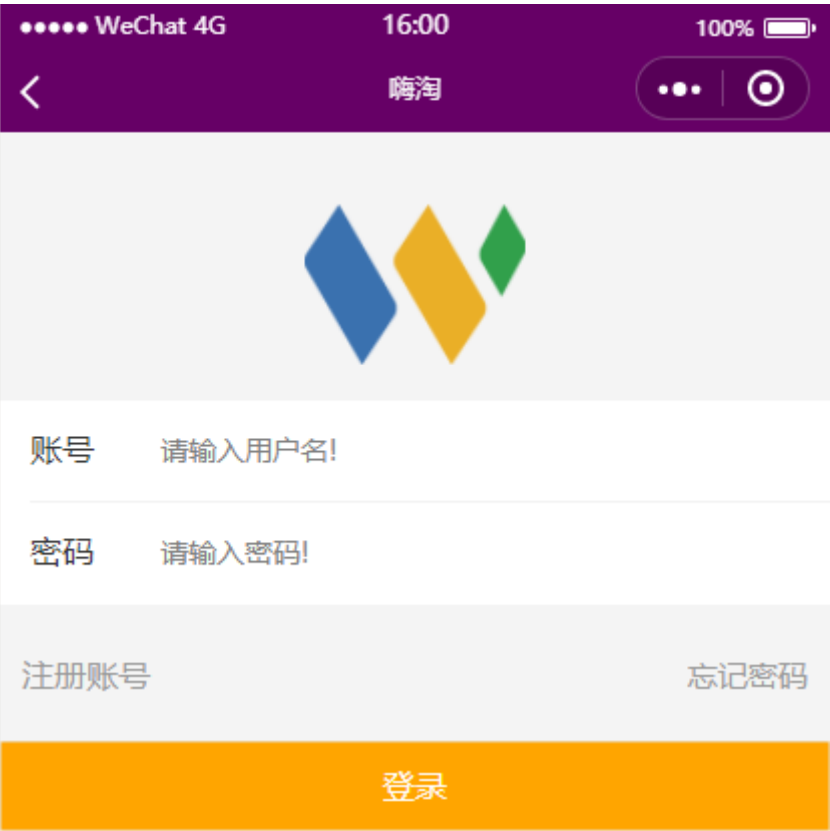 ●●●●● WeChat 4G 16:00 100%
嗨淘
账号 请输入用户名!
密码 请输入密码!
注册账号 忘记密码
登录